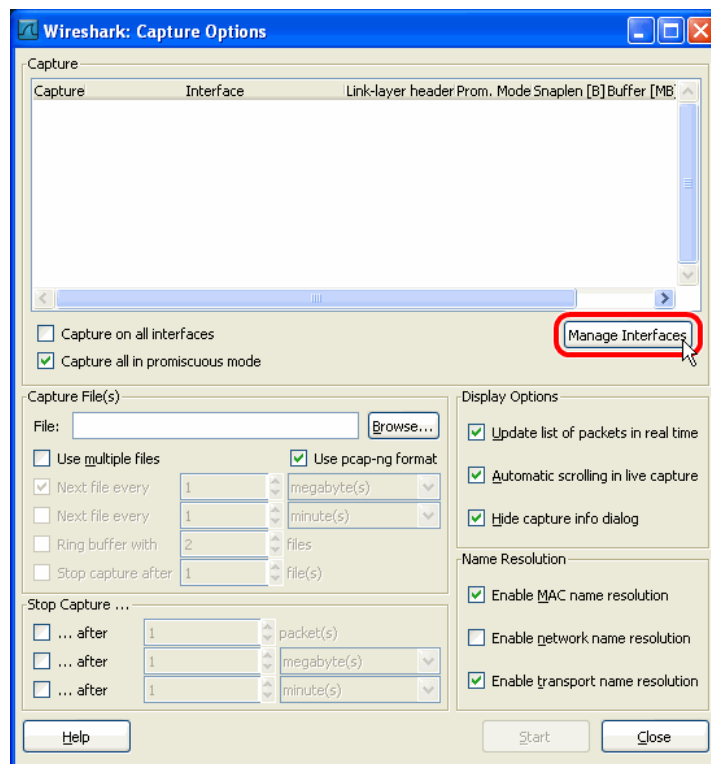 Wireshark: Capture Options
Capture
Capture Interface Link-layer header Prom. Mode Snaplen [B] Buffer [MB]
Capture on all interfaces
Manage Interfaces
Capture all in promiscuous mode
Capture File(s)
File: Browse...
Use multiple files Use pcap-ng format
Next file every 1 megabyte(s)
Next file every 1 minute(s)
Ring buffer with 2 files
Stop capture after 1 file(s)
Stop Capture ...
... after 1 packet(s)
... after 1 megabyte(s)
... after 1 minute(s)
Display Options
Update list of packets in real time
Automatic scrolling in live capture
Hide capture info dialog
Name Resolution
Enable MAC name resolution
Enable network name resolution
Enable transport name resolution
Help Start Close